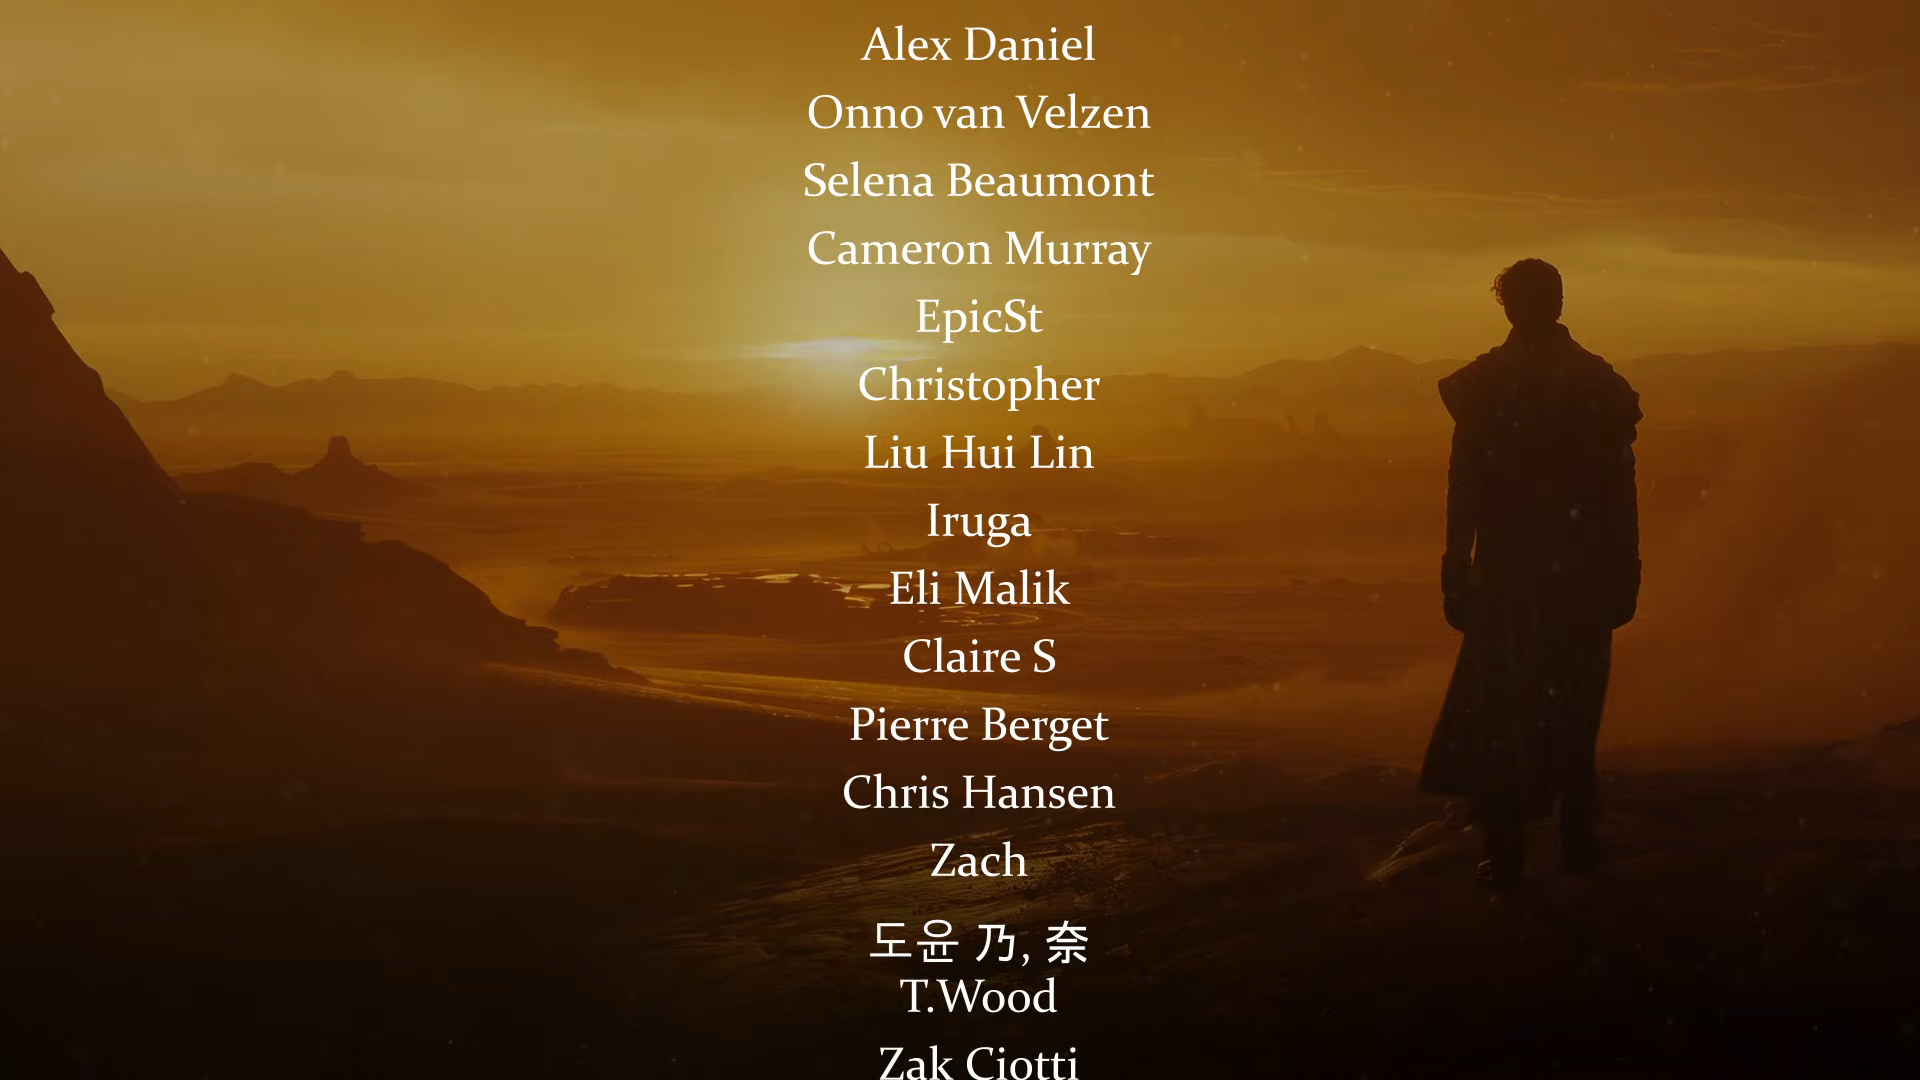 Alex Daniel
Onno van Velzen
Selena Beaumont
Cameron Murray
EpicSt
Christopher
Liu Hui Lin
Iruga
Eli Malik
Claire S
Pierre Berget
Chris Hansen
Zach
도윤 乃, 奈
T.Wood
Zak Ciotti